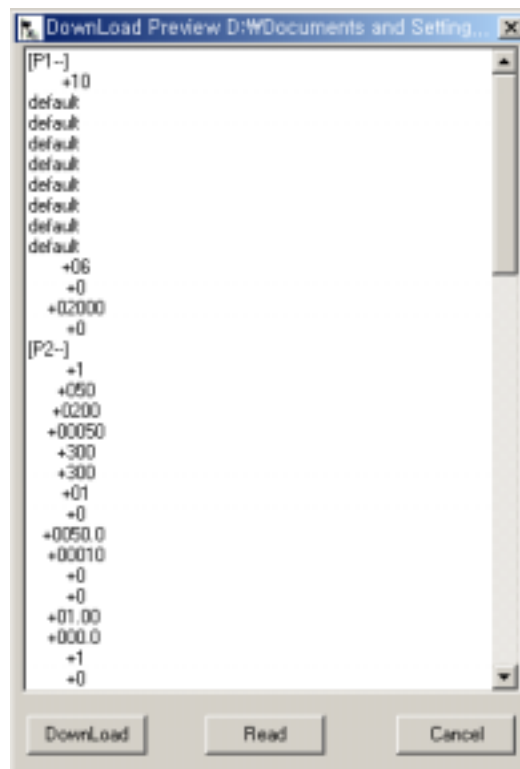 DownLoad Preview D:₩Documents and Setting...
[P1--]
+10
default
default
default
default
default
default
default
default
+06
+0
+02000
+0
[P2--]
+1
+050
+0200
+00050
+300
+300
+01
+0
+0050.0
+00010
+0
+0
+01.00
+000.0
+1
+0
DownLoad
Read
Cancel